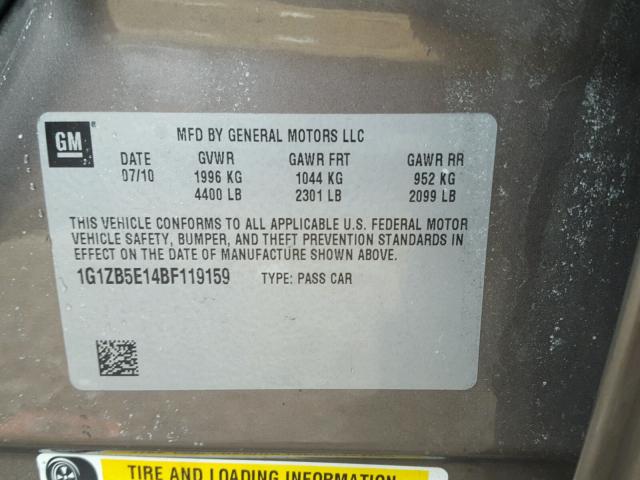 GM
MFD BY GENERAL MOTORS LLC
DATE GVWR GAWR FRT GAWR RR
07/10 1996 KG 1044 KG 952 KG
4400 LB 2301 LB 2099 LB
THIS VEHICLE CONFORMS TO ALL APPLICABLE U.S. FEDERAL MOTOR
VEHICLE SAFETY, BUMPER, AND THEFT PREVENTION STANDARDS IN
EFFECT ON THE DATE OF MANUFACTURE SHOWN ABOVE.
1G1ZB5E14BF119159 TYPE: PASS CAR
TIRE AND LOADING INFORMATION